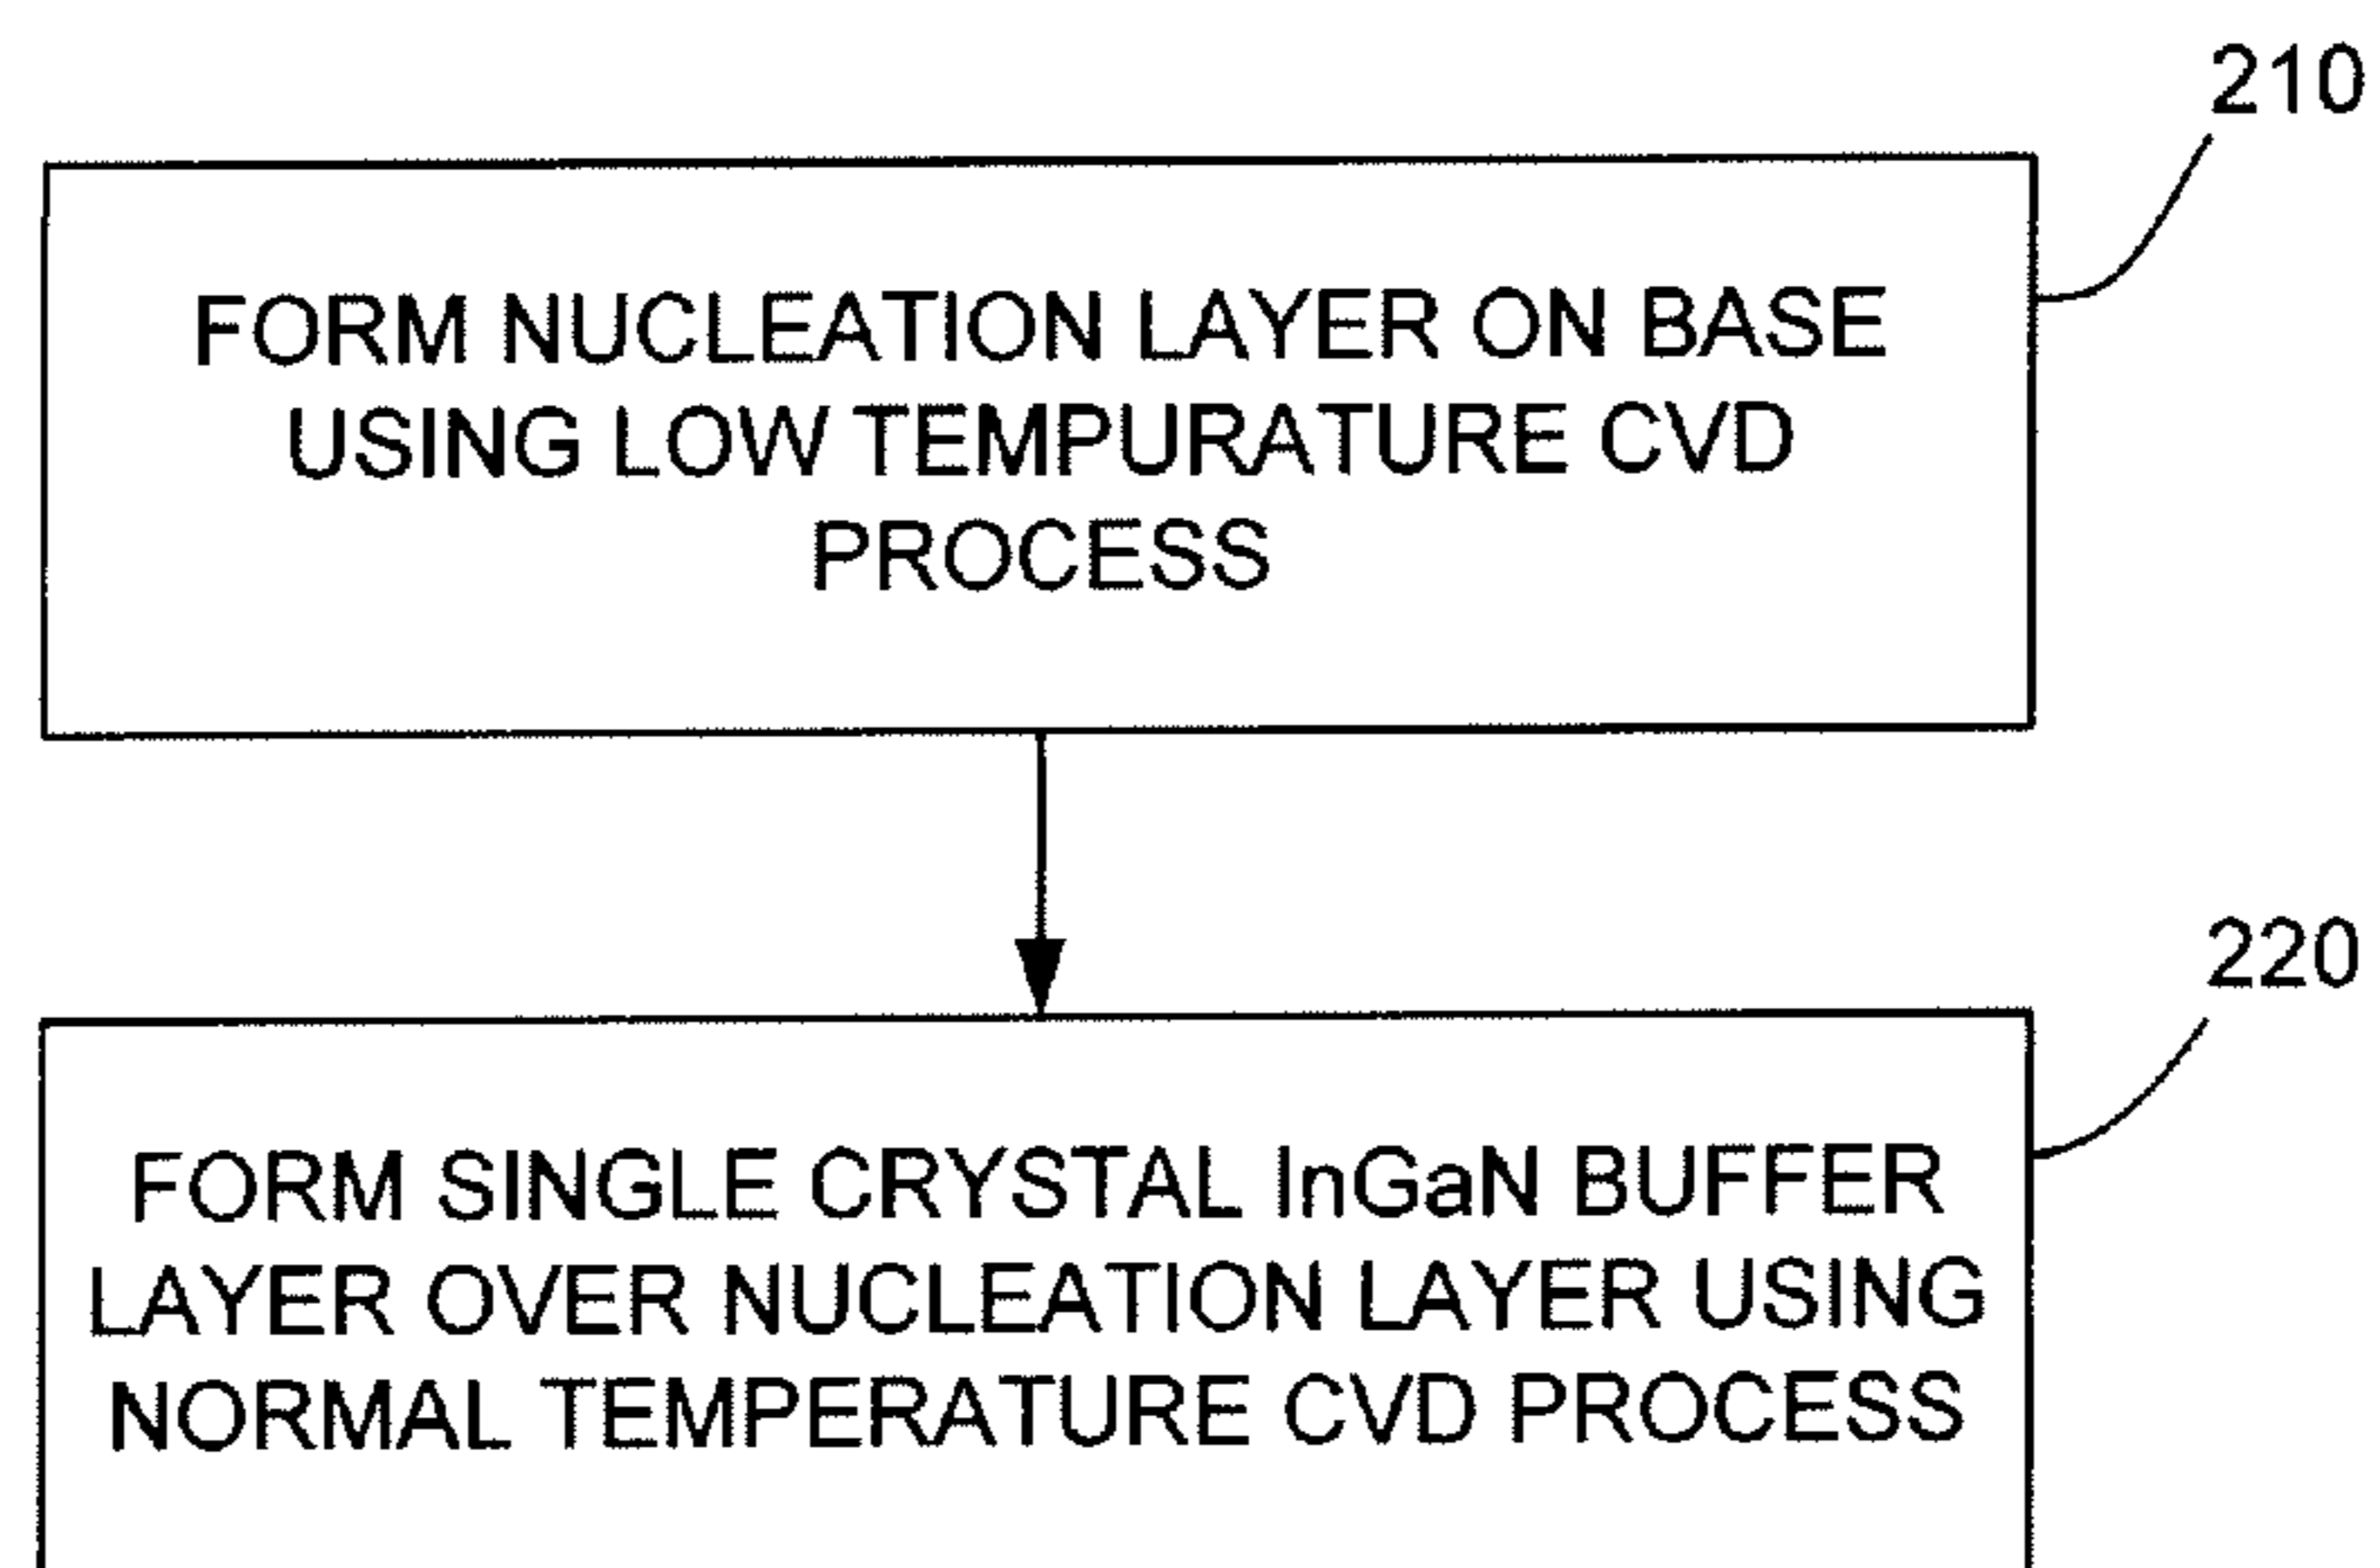 210
FORM NUCLEATION LAYER ON BASE
USING LOW TEMPURATURE CVD
PROCESS
220
FORM SINGLE CRYSTAL InGaN BUFFER
LAYER OVER NUCLEATION LAYER USING
NORMAL TEMPERATURE CVD PROCESS